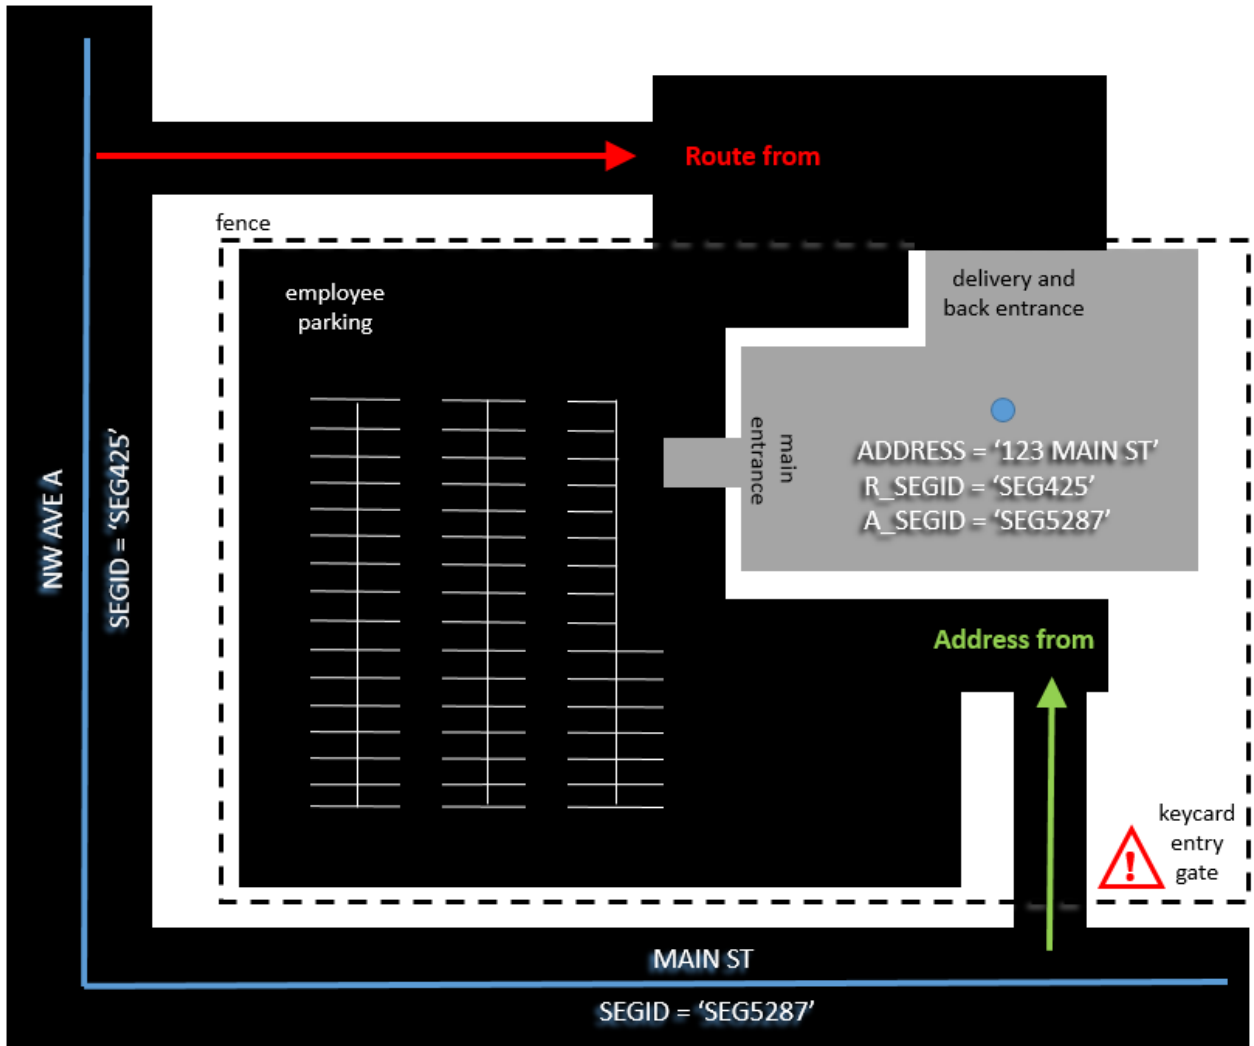 Route from
fence
employee
parking
delivery and
back entrance
main
entrance
ADDRESS = ‘123 MAIN ST’
R_SEGID = ‘SEG425’
A_SEGID = ‘SEG5287’
NW AVE A
SEGID = ‘SEG425’
Address from
keycard
entry
gate
!
MAIN ST
SEGID = ‘SEG5287’